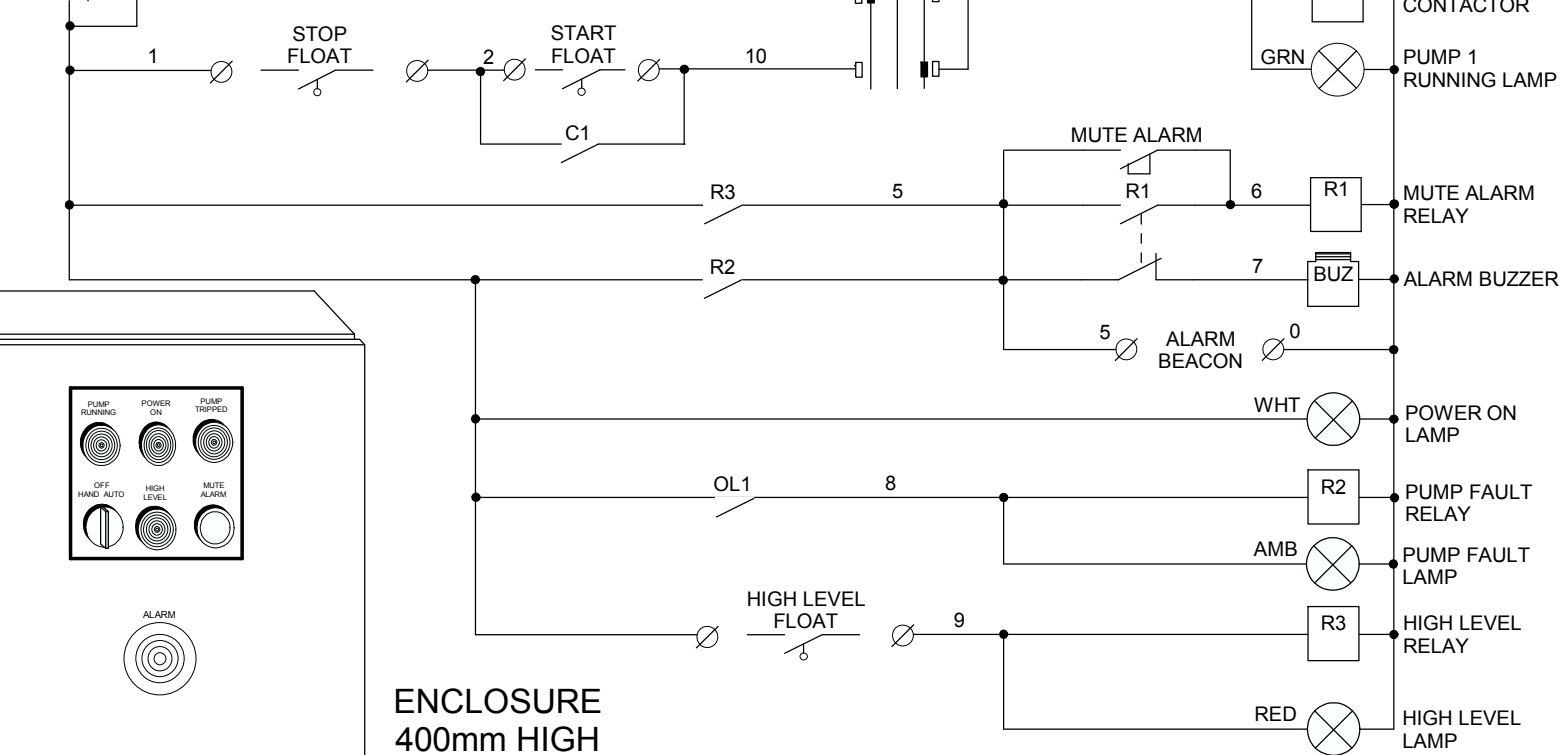 CONTACTOR
STOP
FLOAT
START
FLOAT
1
2
10
GRN
PUMP 1
RUNNING LAMP
C1
MUTE ALARM
R3
5
R1
6
R1
MUTE ALARM
RELAY
R2
7
BUZ
ALARM BUZZER
5
ALARM
BEACON
0
PUMP
RUNNING
POWER
ON
PUMP
TRIPPED
WHT
POWER ON
LAMP
OFF
HAND AUTO
HIGH
LEVEL
MUTE
ALARM
OL1
8
R2
PUMP FAULT
RELAY
AMB
PUMP FAULT
LAMP
ALARM
HIGH LEVEL
FLOAT
9
R3
HIGH LEVEL
RELAY
ENCLOSURE
400mm HIGH
RED
HIGH LEVEL
LAMP